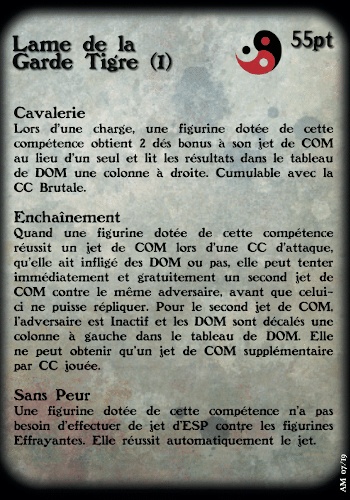 Lame de la
Garde Tigre (1)
55pt
Cavalerie
Lors d'une charge, une figurine dotée de cette
compétence obtient 2 dés bonus à son jet de COM
au lieu d'un seul et lit les résultats dans le tableau
de DOM une colonne à droite. Cumulable avec la
CC Brutale.
Enchaînement
Quand une figurine dotée de cette compétence
réussit un jet de COM lors d'une CC d'attaque,
qu'elle ait infligé des DOM ou pas, elle peut tenter
immédiatement et gratuitement un second jet de
COM contre le même adversaire, avant que celui-
ci ne puisse répliquer. Pour le second jet de COM,
l'adversaire est Inactif et les DOM sont décalés une
colonne à gauche dans le tableau de DOM. Elle
ne peut obtenir qu'un jet de COM supplémentaire
par CC jouée.
Sans Peur
Une figurine dotée de cette compétence n'a pas
besoin d'effectuer de jet d'ESP contre les figurines
Effrayantes. Elle réussit automatiquement le jet.
AM 07/19